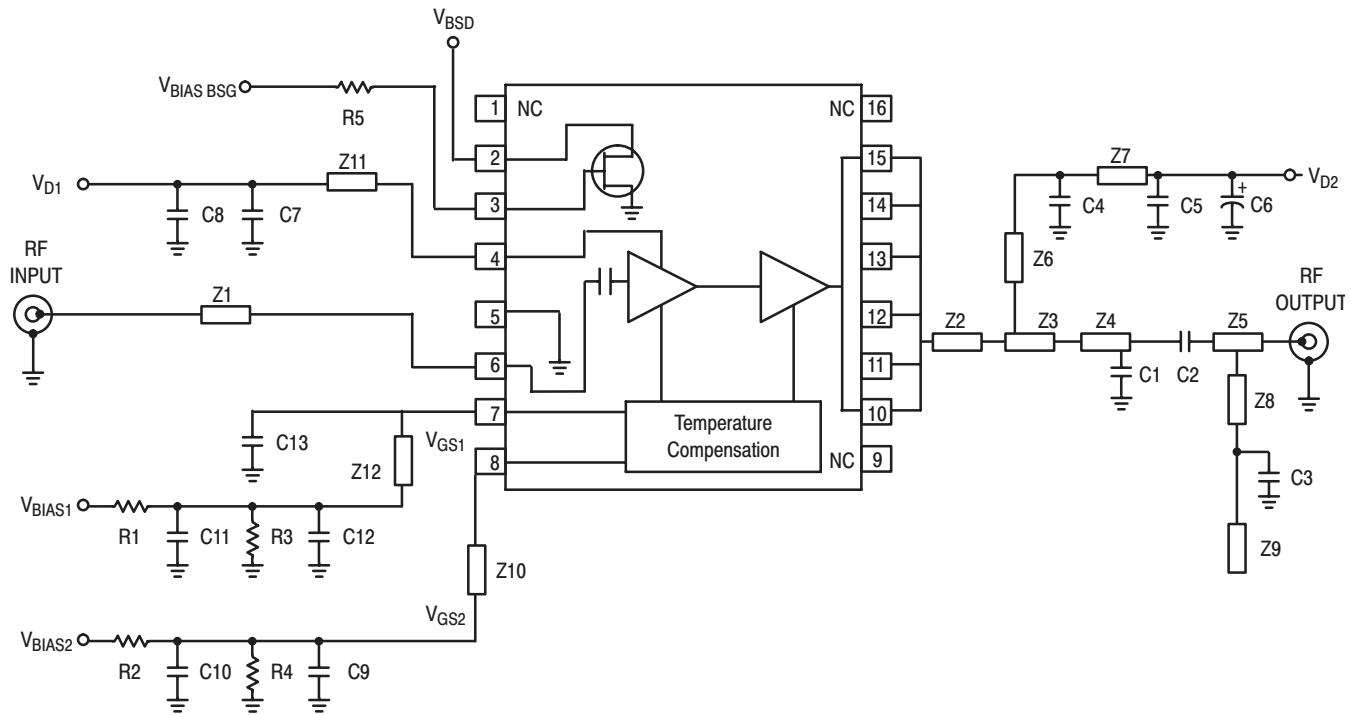 VBSD
VBIAS BSG
R5
1
NC
NC
16
2
15
Z11
Z7
VD1
VD2
3
14
C8
C7
C4
C5
+
C6
4
13
RF
INPUT
Z6
RF
OUTPUT
Z1
5
12
Z2
Z3
Z4
Z5
6
11
C1
C2
7
10
Z8
Temperature
Compensation
C13
VGS1
Z12
8
NC
9
C3
VBIAS1
R1
C11
R3
C12
Z10
Z9
VGS2
VBIAS2
R2
C10
R4
C9